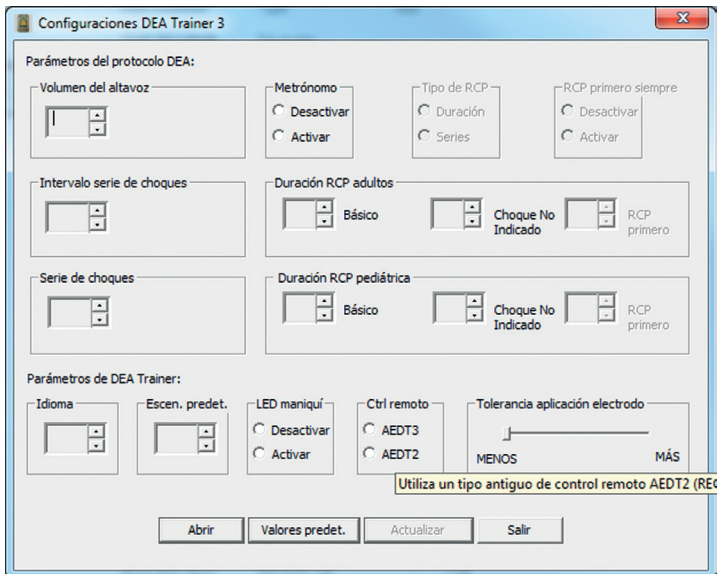 Configuraciones DEA Trainer 3
Parámetros del protocolo DEA:
Volumen del altavoz
Metrónomo
Desactivar
Activar
Tipo de RCP
Duración
Series
RCP primero siempre
Desactivar
Activar
Intervalo serie de choques
Duración RCP adultos
Básico
Choque No
Indicado
RCP
primero
Serie de choques
Duración RCP pediátrica
Básico
Choque No
Indicado
RCP
primero
Parámetros de DEA Trainer:
Idioma
Escen. predet.
LED maniquí
Desactivar
Activar
Ctrl remoto
AEDT3
AEDT2
Tolerancia aplicación electrodo
MENOS
MÁS
Utiliza un tipo antiguo de control remoto AEDT2 (REC
Abrir
Valores predet.
Actualizar
Salir